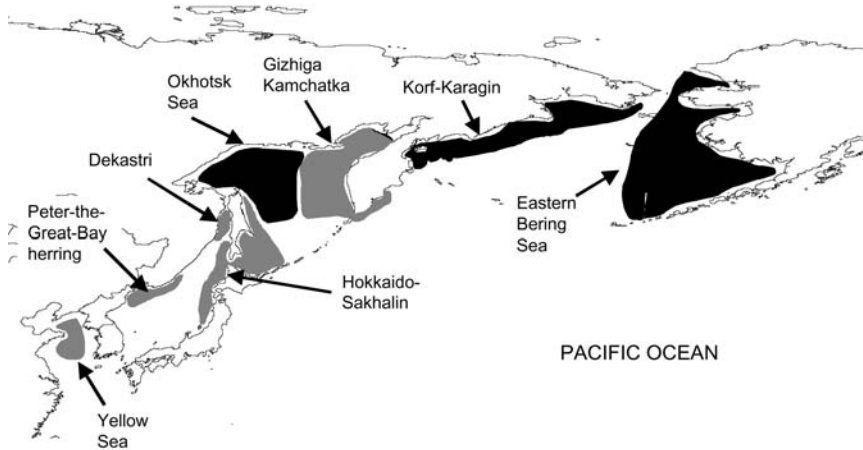 Gizhiga
Kamchatka
Okhotsk
Sea
Korf-Karagin
Dekastri
Peter-the-
Great-Bay
herring
Eastern
Bering
Sea
Hokkaido-
Sakhalin
PACIFIC OCEAN
Yellow
Sea